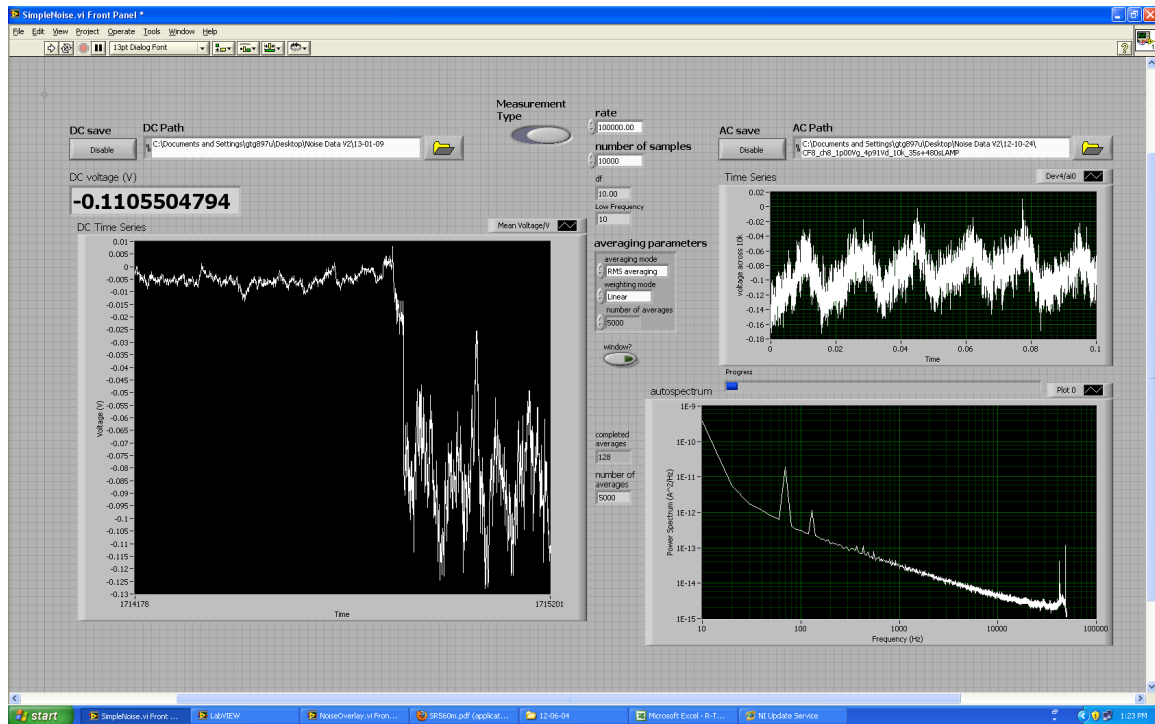 SimpleNoise.vi Front Panel *
File Edit View Project Operate Tools Window Help
13pt Dialog Font
Measurement
Type
DC save
DC Path
Disable
C:\Documents and Settings\gtg897u\Desktop\Noise Data V2\13-01-09
DC voltage (V)
-0.1105504794
DC Time Series
Mean Voltage/V
0.01
0.005
0
-0.005
-0.01
-0.015
-0.02
-0.025
-0.03
-0.035
-0.04
-0.045
-0.05
-0.055
-0.06
-0.065
-0.07
-0.075
-0.08
-0.085
-0.09
-0.095
-0.1
-0.105
-0.11
-0.115
-0.12
-0.13
Voltage (V)
1714178
1715201
Time
rate
100000.00
number of samples
10000
df
10.00
Low Frequency
10
averaging parameters
averaging mode
RMS averaging
weighting mode
Linear
number of averages
5000
window?
completed
averages
128
number of
averages
5000
AC save
AC Path
Disable
C:\Documents and Settings\gtg897u\Desktop\Noise Data V2\12-10-24\
CF8_ch8_1p00Vg_4p91Vd_10k_35s+480sLAMP
Time Series
Dev4/ai0
0.02
0
-0.02
-0.04
-0.06
-0.08
-0.1
-0.12
-0.14
-0.16
-0.18
voltage across 10k
0
0.02
0.04
0.06
0.08
0.1
Time
Progress
autospectrum
Plot 0
1E-9
1E-10
1E-11
1E-12
1E-13
1E-14
1E-15
Power Spectrum (A^2/Hz)
10
100
1000
10000
100000
Frequency (Hz)
start
SimpleNoise.vi Front ...
LabVIEW
NoiseOverlay.vi Fron...
SR560m.pdf (applicat...
12-06-04
Microsoft Excel - R-T...
NI Update Service
1:23 PM